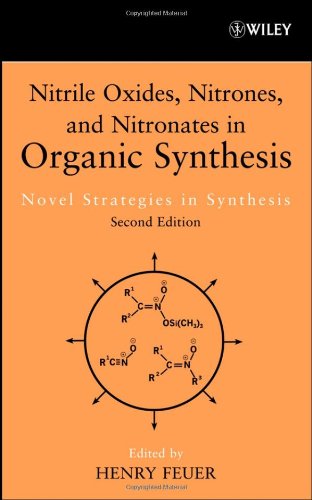 WILEY
Nitrile Oxides, Nitrones,
and Nitronates in
Organic Synthesis
Novel Strategies in Synthesis
Second Edition
R¹ ⊕ O⊖
C=N
R² OSi(CH₃)₃
R¹C≡N⊕ O⊖
R¹ ⊕ O⊖
C=N
R² R³
Edited by
HENRY FEUER